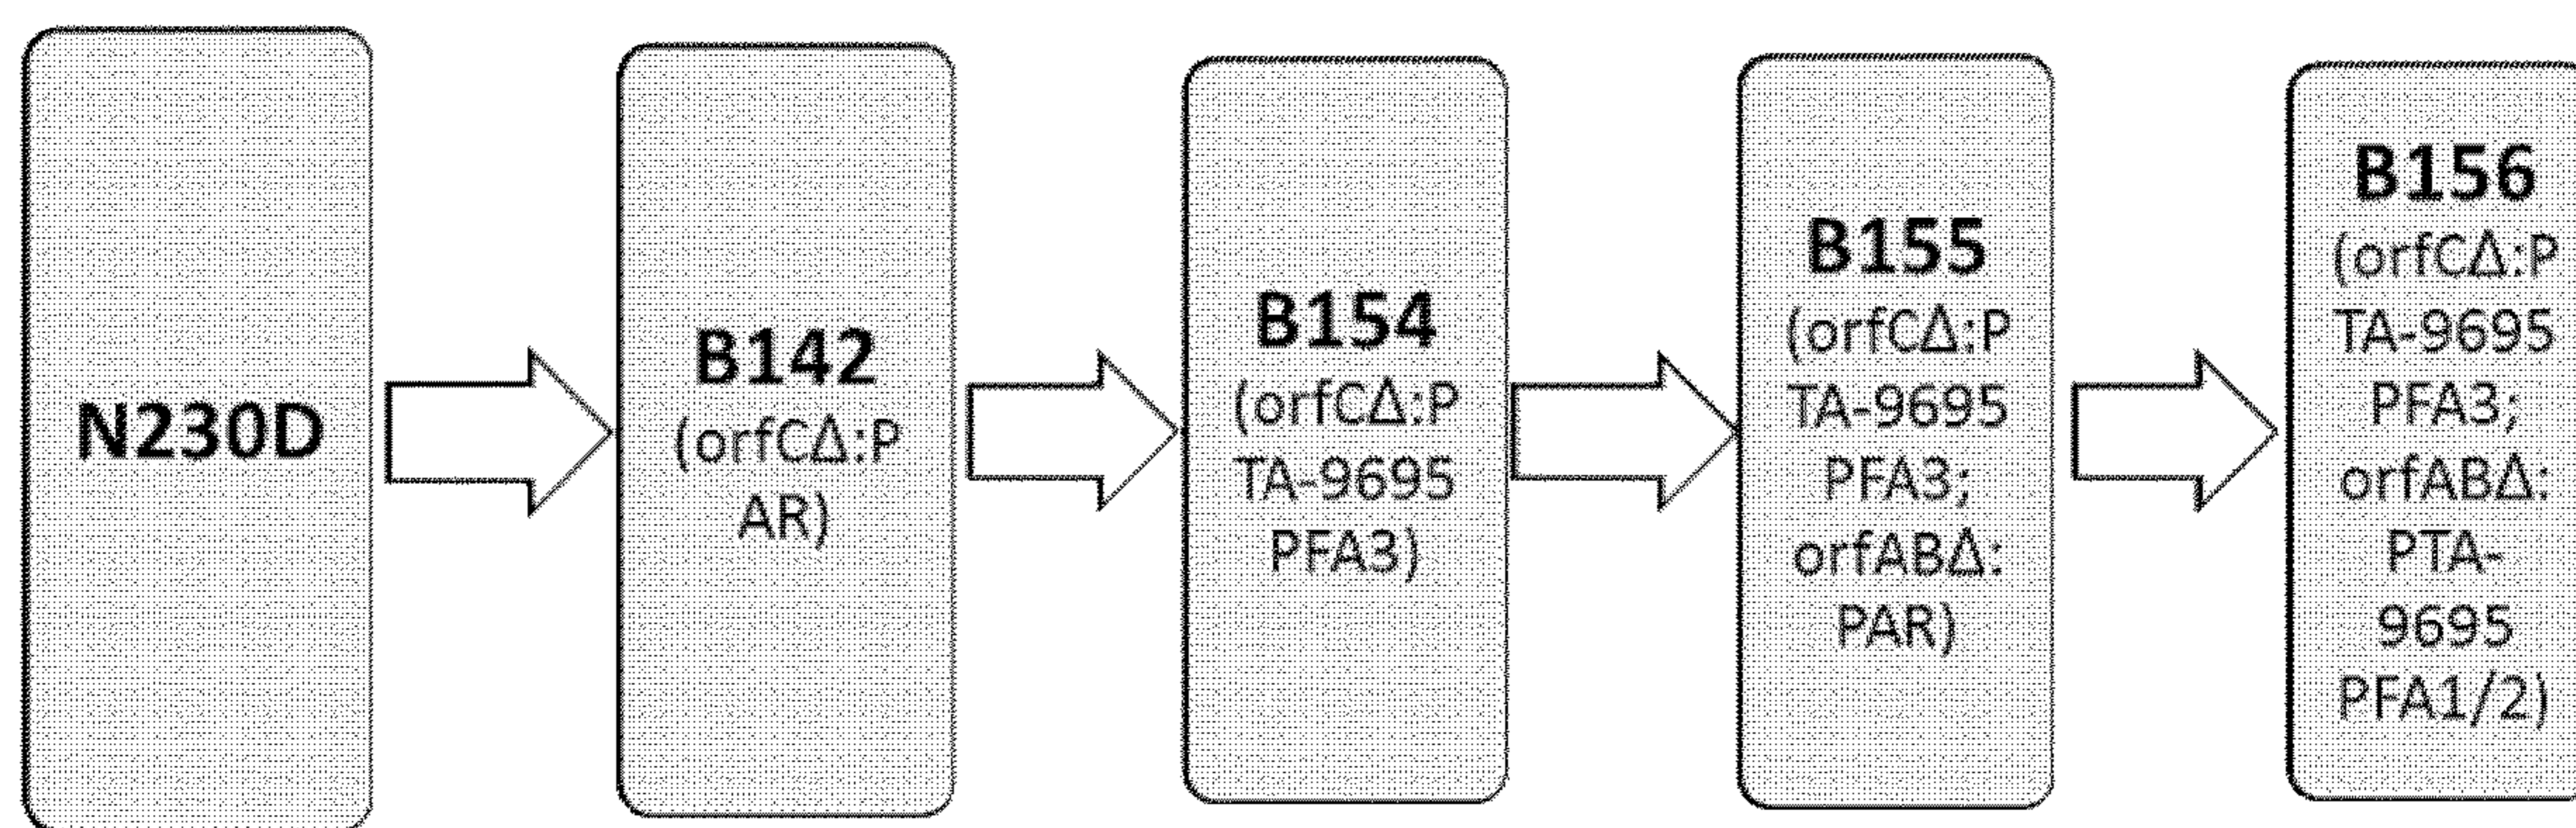 N230D
B142
(orfCΔ:P
AR)
B154
(orfCΔ:P
TA-9695
PFA3)
B155
(orfCΔ:P
TA-9695
PFA3;
orfABΔ:
PAR)
B156
(orfCΔ:P
TA-9695
PFA3;
orfABΔ:
PTA-
9695
PFA1/2)